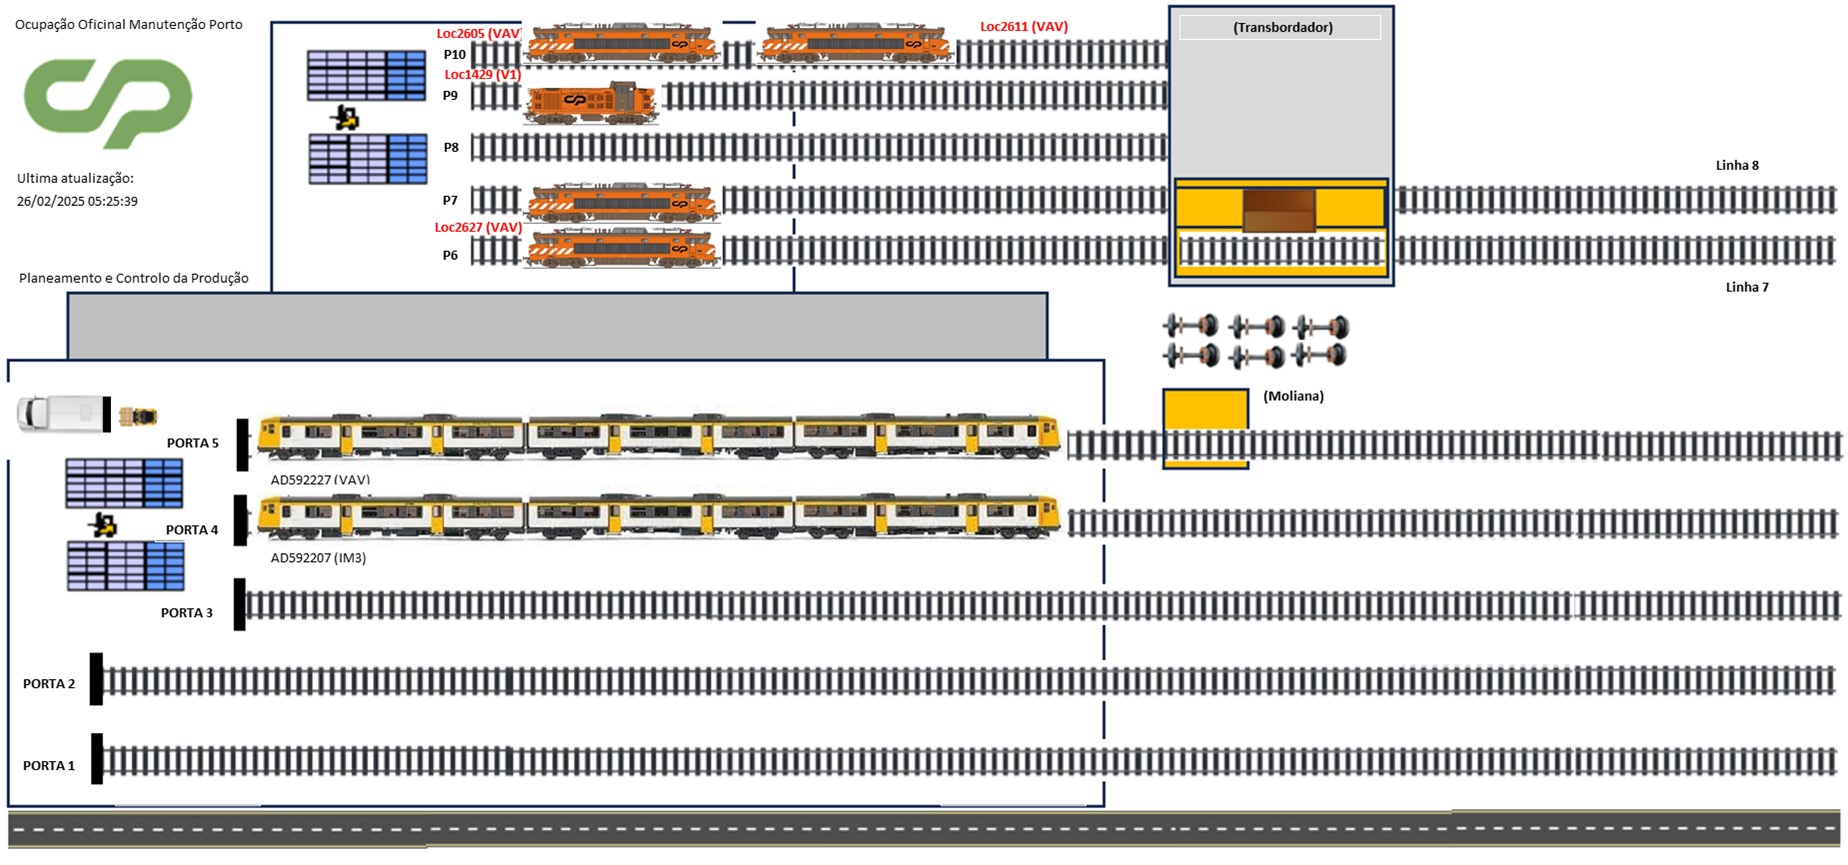 Ocupação Oficinal Manutenção Porto
Loc2605 (VAV)
Loc2611 (VAV)
(Transbordador)
P10
Loc1429 (V1)
P9
P8
Ultima atualização:
26/02/2025 05:25:39
Linha 8
P7
Loc2627 (VAV)
P6
Planeamento e Controlo da Produção
Linha 7
(Moliana)
PORTA 5
AD592227 (VAV)
PORTA 4
AD592207 (IM3)
PORTA 3
PORTA 2
PORTA 1